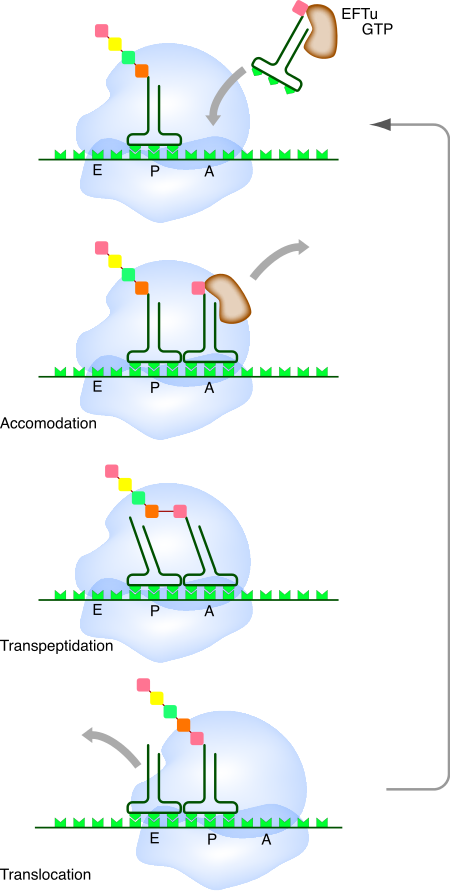 EFTu
GTP
E P A
E P A
Accomodation
E P A
Transpeptidation
E P A
Translocation